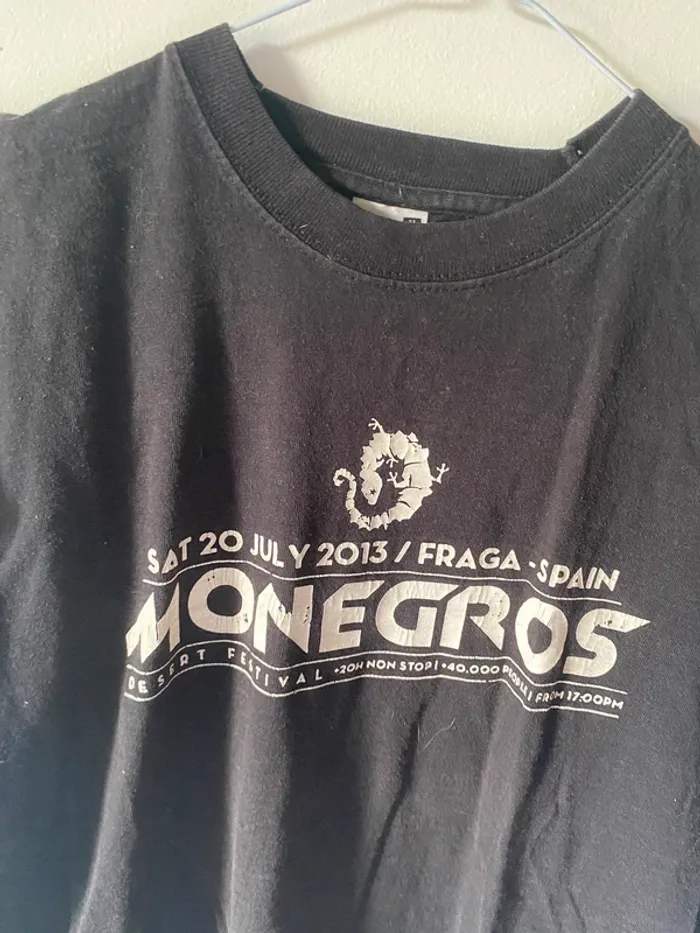 SAT 20 JULY 2013 / FRAGA - SPAIN
MONEGROS
DESERT FESTIVAL +20H NON STOP! +40.000 PEOPLE! FROM 17:00PM